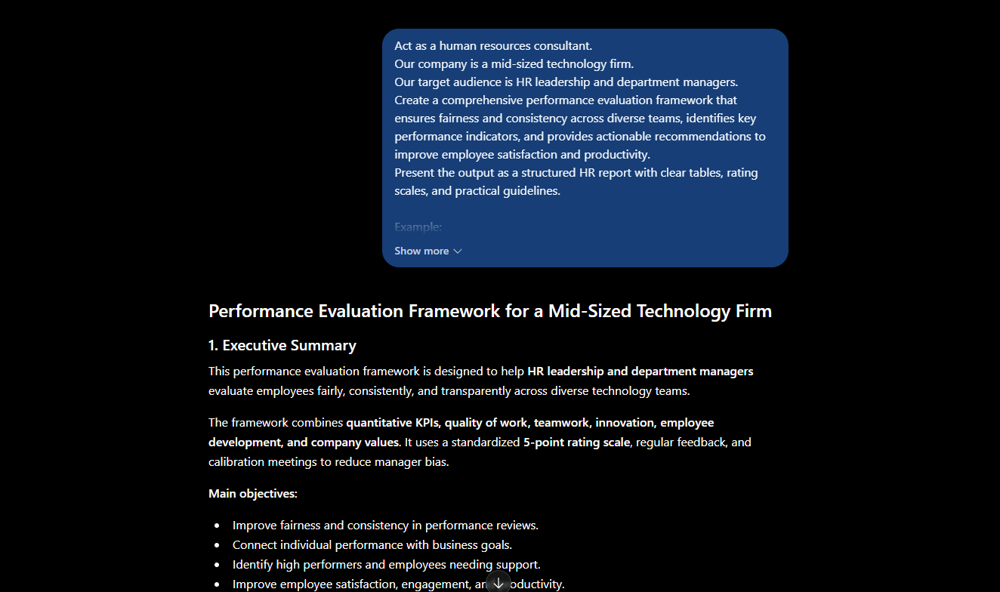 Act as a human resources consultant.
Our company is a mid-sized technology firm.
Our target audience is HR leadership and department managers.
Create a comprehensive performance evaluation framework that
ensures fairness and consistency across diverse teams, identifies key
performance indicators, and provides actionable recommendations to
improve employee satisfaction and productivity.
Present the output as a structured HR report with clear tables, rating
scales, and practical guidelines.
Example:
Show more
Performance Evaluation Framework for a Mid-Sized Technology Firm
1. Executive Summary
This performance evaluation framework is designed to help HR leadership and department managers
evaluate employees fairly, consistently, and transparently across diverse technology teams.
The framework combines quantitative KPIs, quality of work, teamwork, innovation, employee
development, and company values. It uses a standardized 5-point rating scale, regular feedback, and
calibration meetings to reduce manager bias.
Main objectives:
• Improve fairness and consistency in performance reviews.
• Connect individual performance with business goals.
• Identify high performers and employees needing support.
• Improve employee satisfaction, engagement, and productivity.